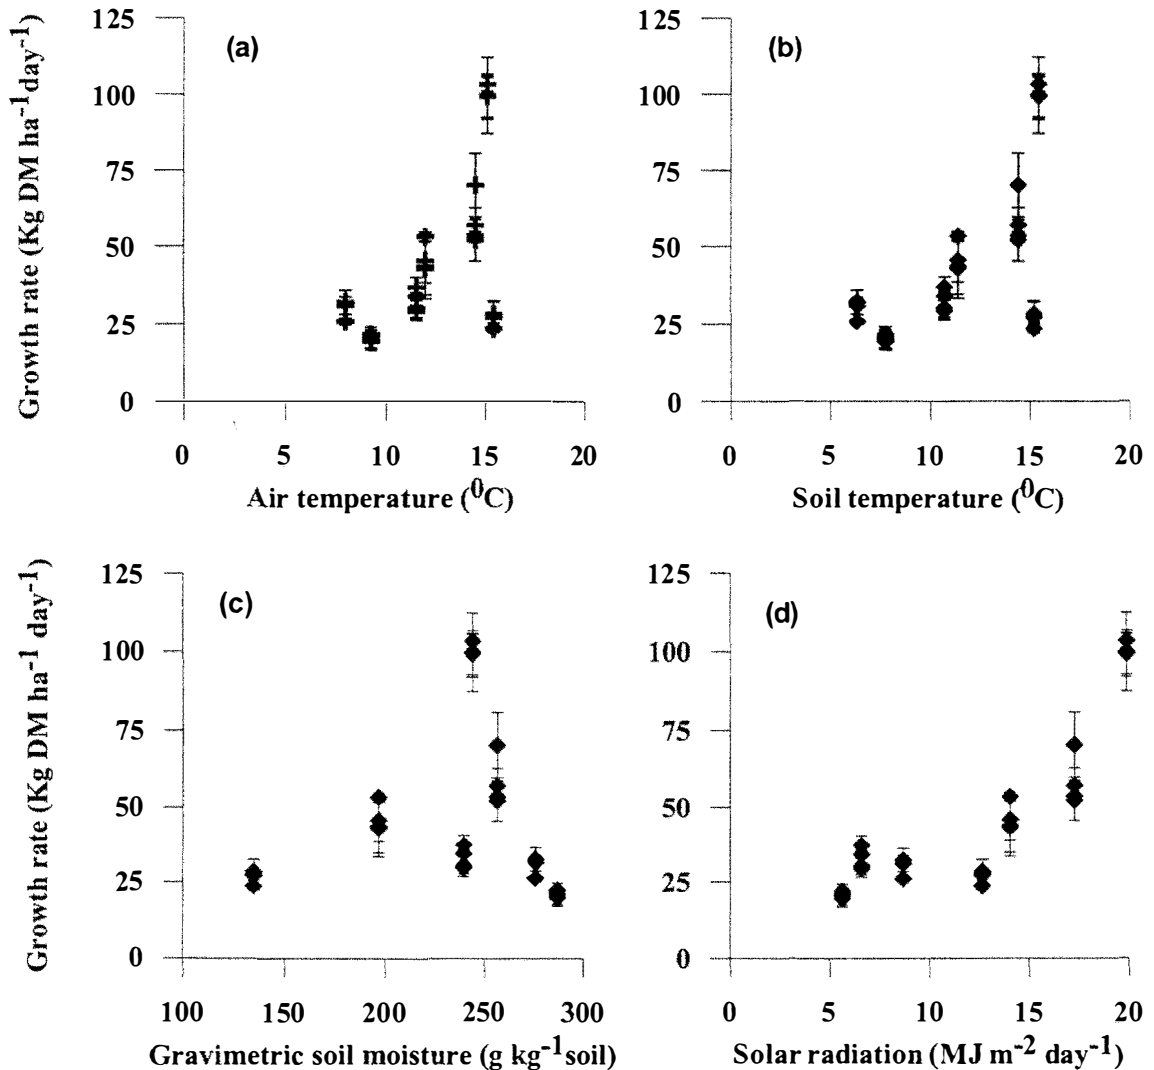 Growth rate (Kg DM ha⁻¹day⁻¹)
125
100
75
50
25
0
(a)
0 5 10 15 20
Air temperature (⁰C)
125
100
75
50
25
0
(b)
0 5 10 15 20
Soil temperature (⁰C)
Growth rate (Kg DM ha⁻¹ day⁻¹)
125
100
75
50
25
0
(c)
100 150 200 250 300
Gravimetric soil moisture (g kg⁻¹soil)
125
100
75
50
25
0
(d)
0 5 10 15 20
Solar radiation (MJ m⁻² day⁻¹)